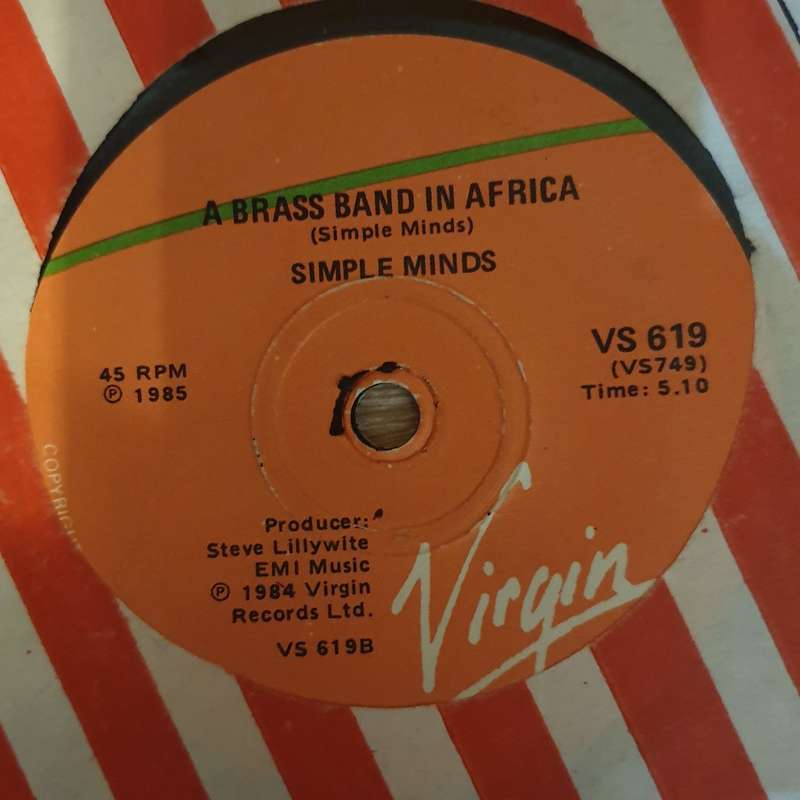 A BRASS BAND IN AFRICA
(Simple Minds)
SIMPLE MINDS
45 RPM
℗ 1985
VS 619
(VS749)
Time: 5.10
Producer:
Steve Lillywite
EMI Music
℗ 1984 Virgin
Records Ltd.
VS 619B
Virgin